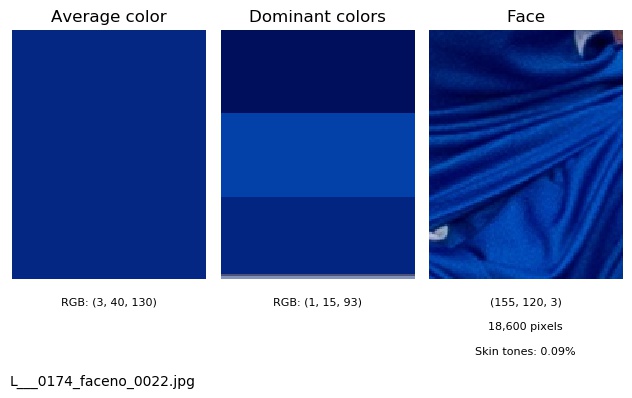 Average color
Dominant colors
Face
RGB: (3, 40, 130)
RGB: (1, 15, 93)
(155, 120, 3)
18,600 pixels
Skin tones: 0.09%
L___0174_faceno_0022.jpg